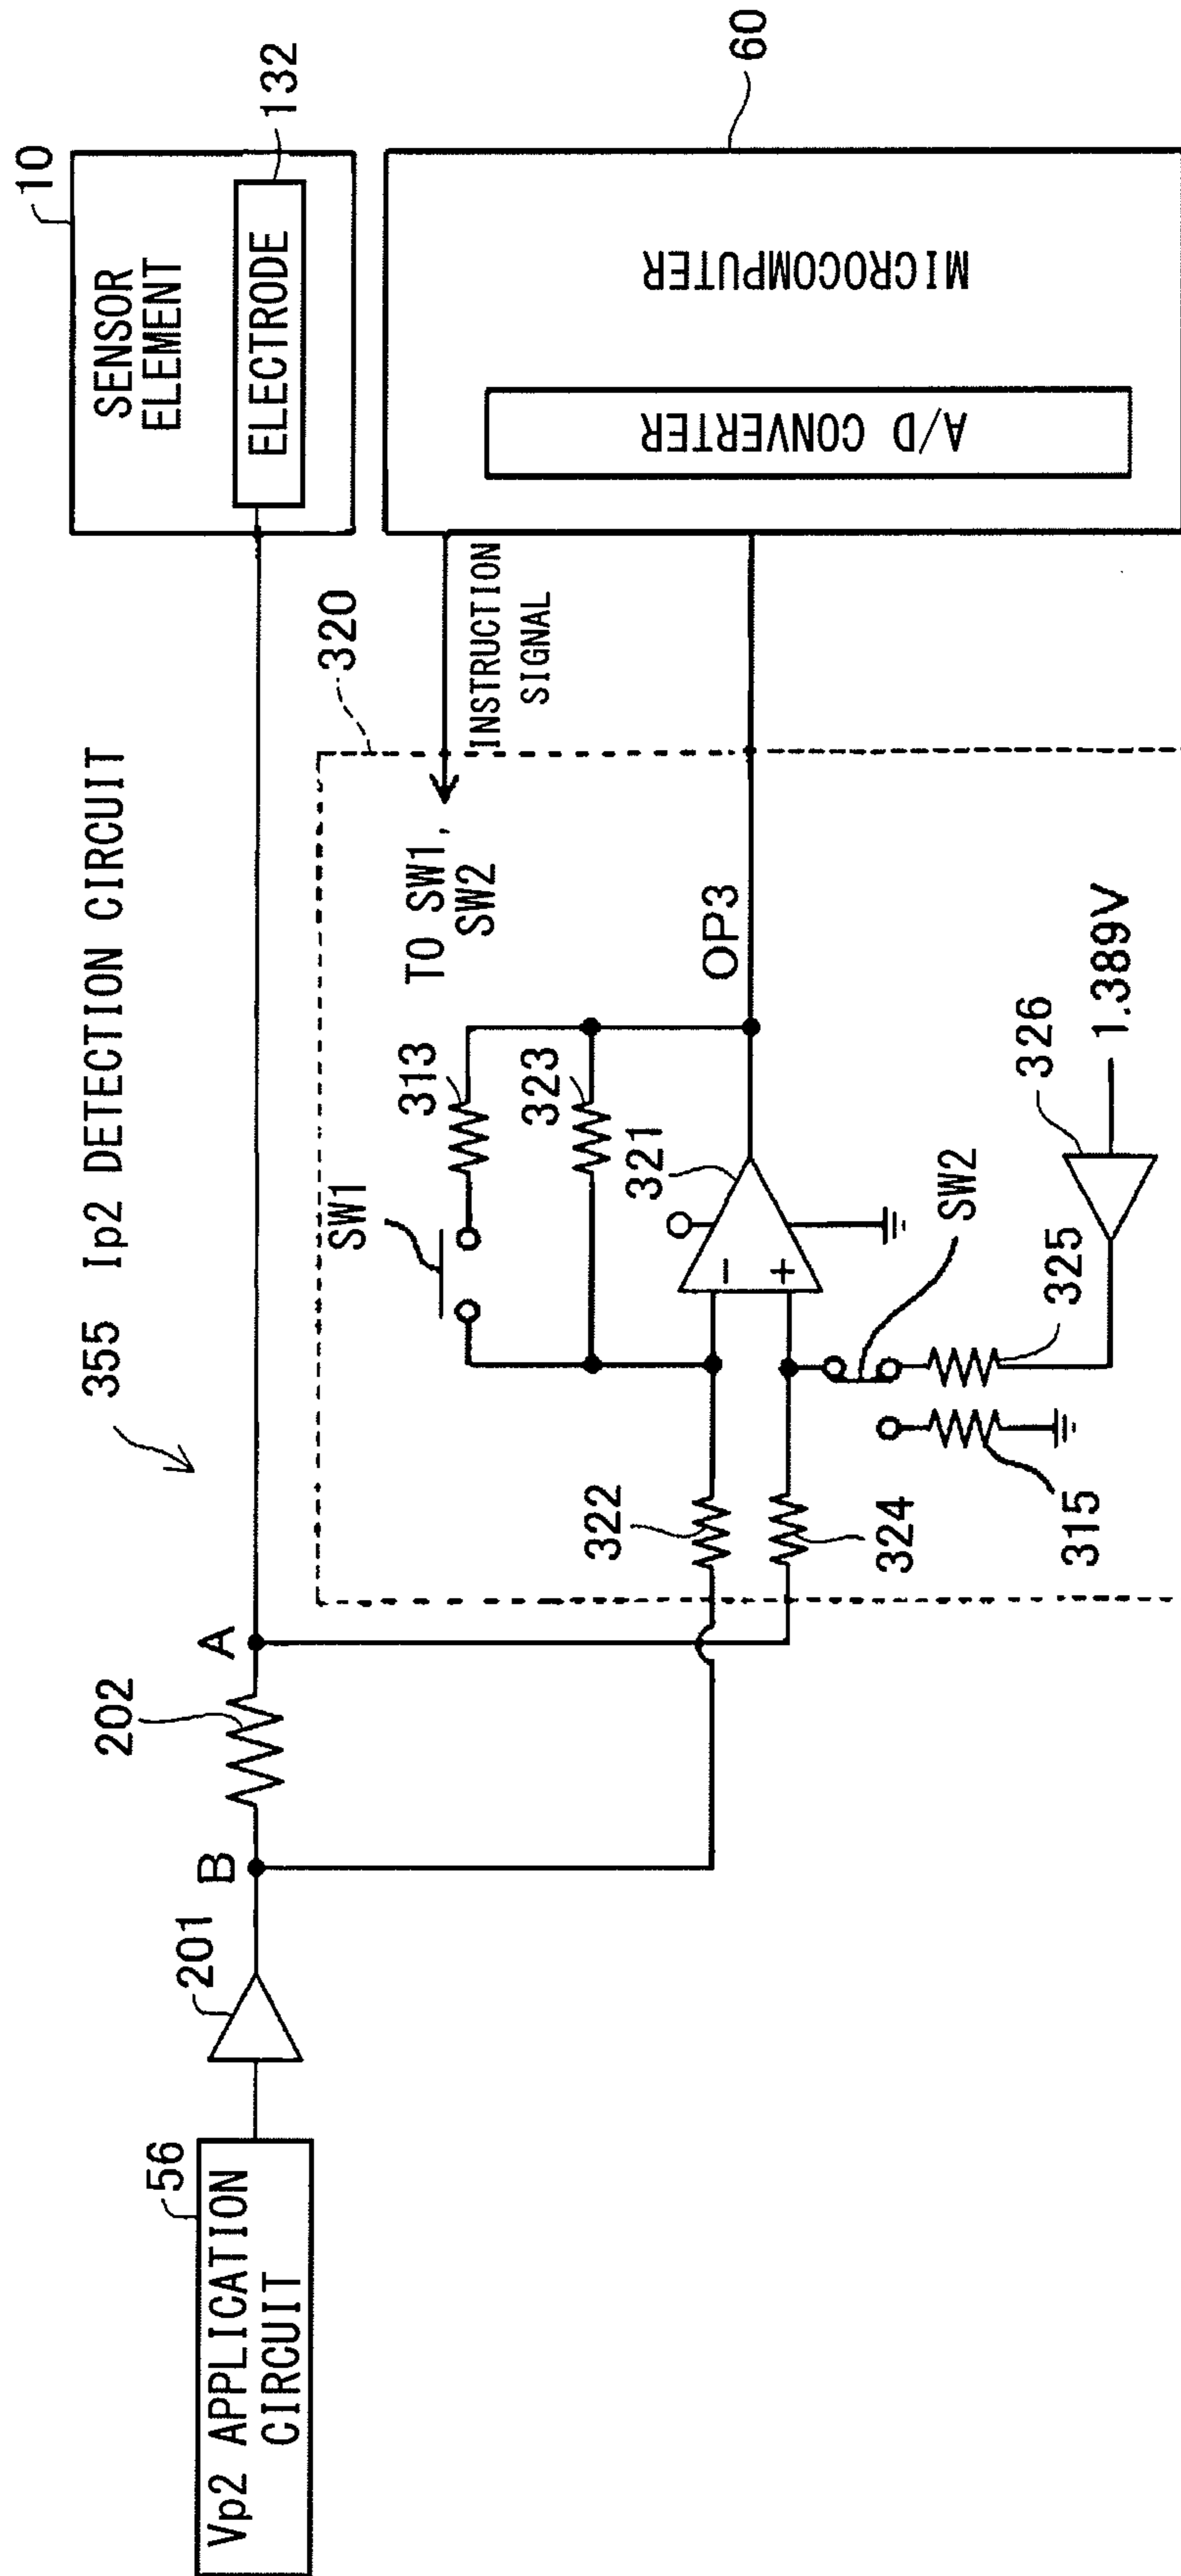 355 Ip2 DETECTION CIRCUIT
56
Vp2 APPLICATION
CIRCUIT
201
B
202
A
10
SENSOR
ELEMENT
ELECTRODE
132
320
INSTRUCTION
SIGNAL
TO SW1,
SW2
SW1
313
323
321
OP3
-
+
322
324
SW2
315
325
326
1.389V
60
MICROCOMPUTER
A/D CONVERTER